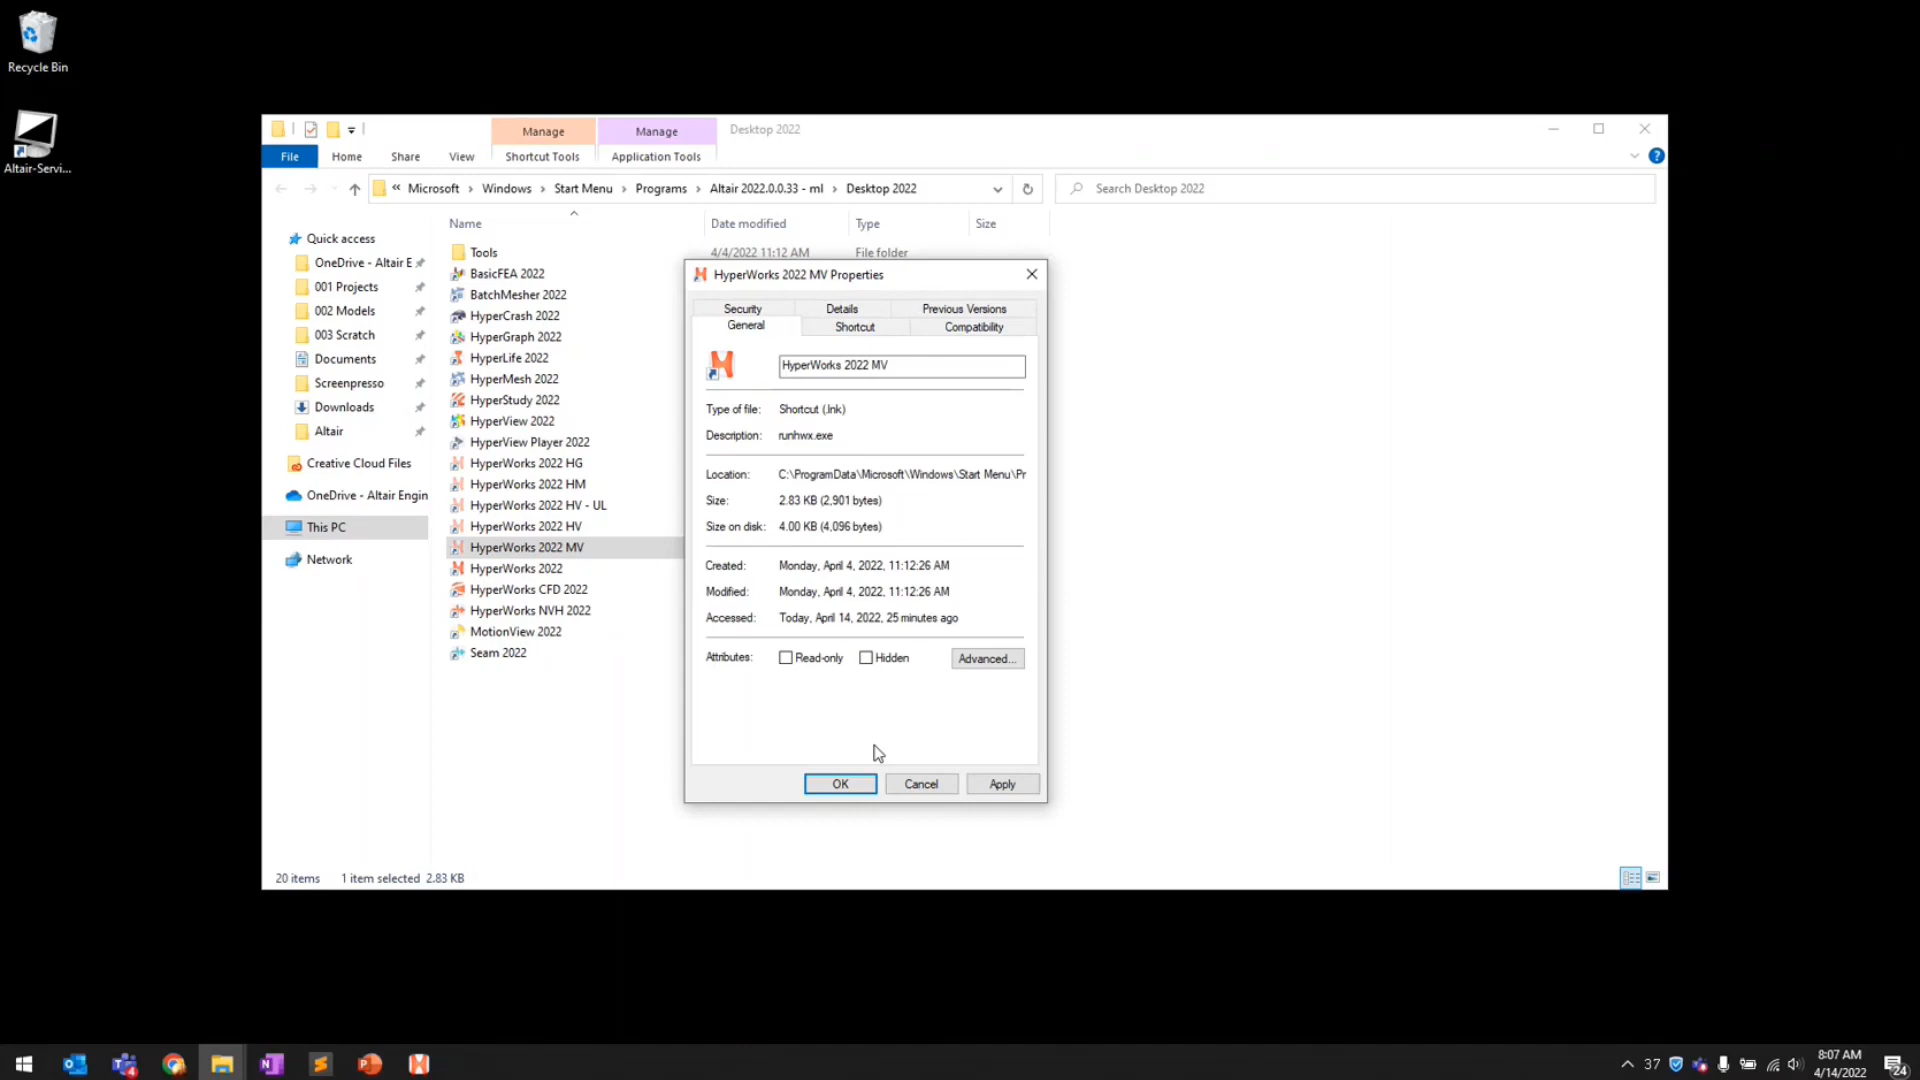 Recycle Bin
Altair-Servi...
Manage
Manage
Desktop 2022
File
Home
Share
View
Shortcut Tools
Application Tools
« Microsoft > Windows > Start Menu > Programs > Altair 2022.0.0.33 - ml > Desktop 2022
Search Desktop 2022
Name
Date modified
Type
Size
Quick access
OneDrive - Altair E
001 Projects
002 Models
003 Scratch
Documents
Screenpresso
Downloads
Altair
Creative Cloud Files
OneDrive - Altair Engin
This PC
Network
Tools
4/4/2022 11:12 AM
File folder
BasicFEA 2022
BatchMesher 2022
HyperCrash 2022
HyperGraph 2022
HyperLife 2022
HyperMesh 2022
HyperStudy 2022
HyperView 2022
HyperView Player 2022
HyperWorks 2022 HG
HyperWorks 2022 HM
HyperWorks 2022 HV - UL
HyperWorks 2022 HV
HyperWorks 2022 MV
HyperWorks 2022
HyperWorks CFD 2022
HyperWorks NVH 2022
MotionView 2022
Seam 2022
HyperWorks 2022 MV Properties
Security
Details
Previous Versions
General
Shortcut
Compatibility
HyperWorks 2022 MV
Type of file: Shortcut (.lnk)
Description: runhwx.exe
Location: C:\ProgramData\Microsoft\Windows\Start Menu\Pr
Size: 2.83 KB (2,901 bytes)
Size on disk: 4.00 KB (4,096 bytes)
Created: Monday, April 4, 2022, 11:12:26 AM
Modified: Monday, April 4, 2022, 11:12:26 AM
Accessed: Today, April 14, 2022, 25 minutes ago
Attributes: Read-only Hidden Advanced...
OK
Cancel
Apply
20 items
1 item selected 2.83 KB
37
8:07 AM
4/14/2022
24